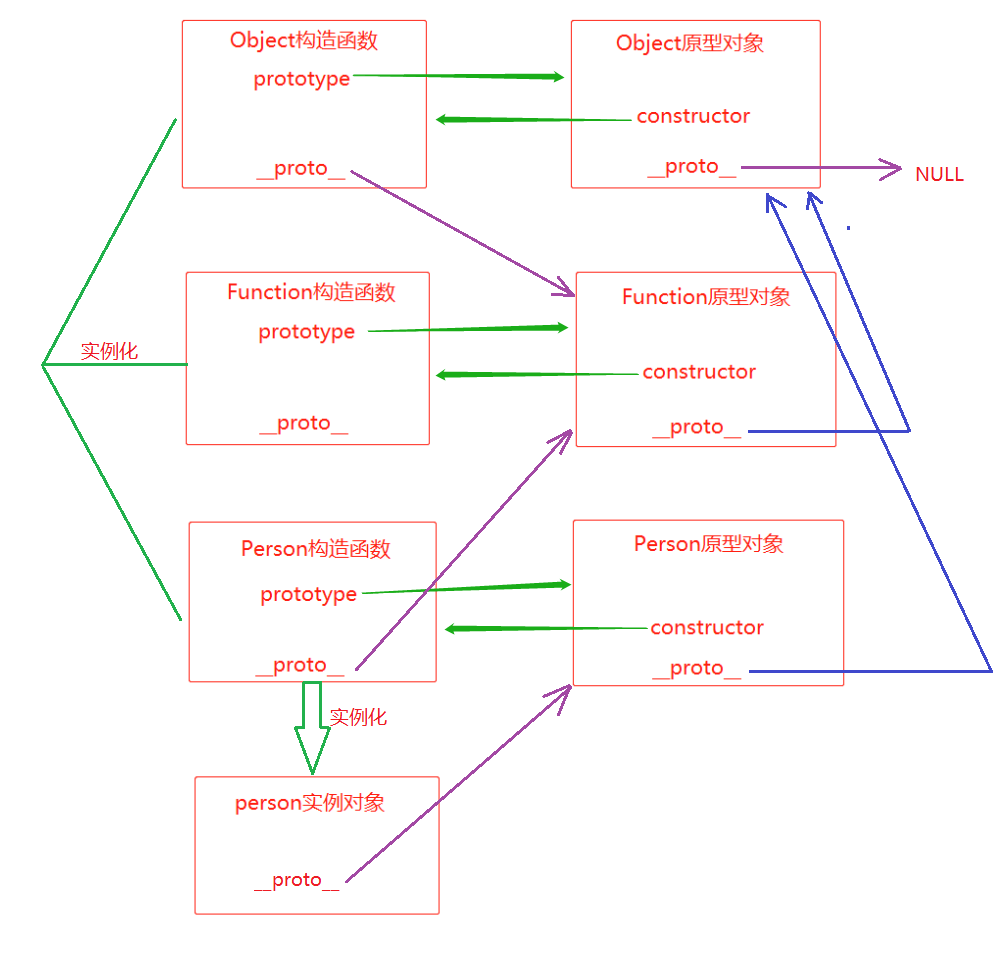 Object构造函数
prototype
__proto__
Object原型对象
constructor
__proto__
NULL
Function构造函数
prototype
__proto__
Function原型对象
constructor
__proto__
实例化
Person构造函数
prototype
__proto__
Person原型对象
constructor
__proto__
实例化
person实例对象
__proto__